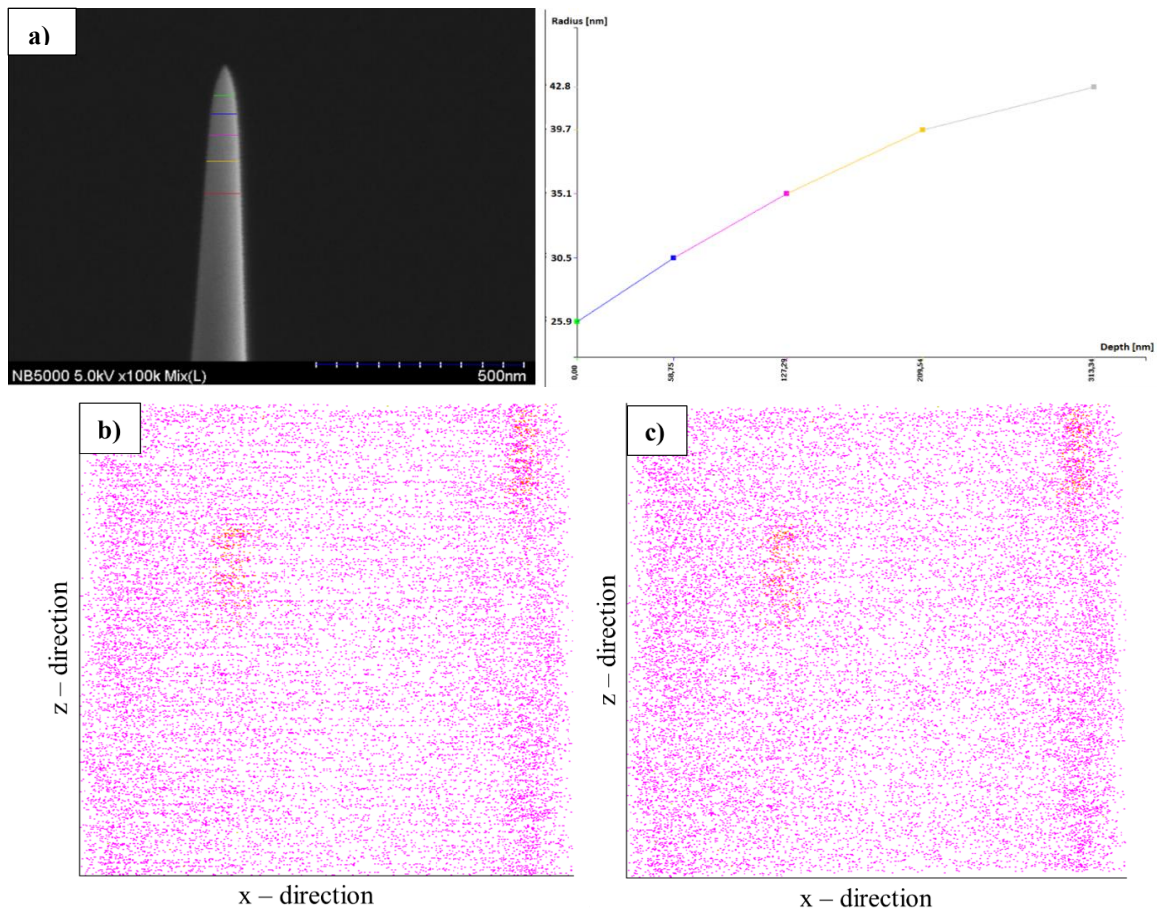 a)
NB5000 5.0kV x100k Mix(L)
500nm
Radius [nm]
42.8
39.7
35.1
30.5
25.9
Depth [nm]
0,00
58,75
127,29
209,54
313,34
b)
z – direction
x – direction
c)
z – direction
x – direction